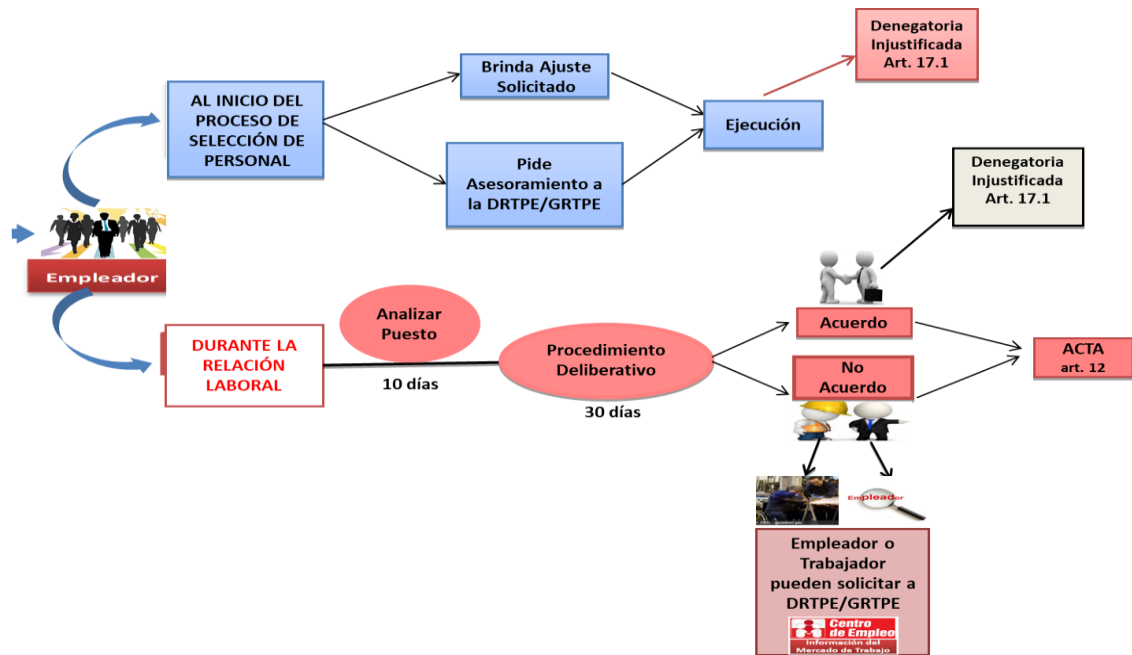 Denegatoria
Injustificada
Art. 17.1
Brinda Ajuste
Solicitado
AL INICIO DEL
PROCESO DE
SELECCIÓN DE
PERSONAL
Ejecución
Pide
Asesoramiento a
la DRTPE/GRTPE
Denegatoria
Injustificada
Art. 17.1
Empleador
Analizar
Puesto
DURANTE LA
RELACIÓN
LABORAL
10 días
Procedimiento
Deliberativo
30 días
Acuerdo
No
Acuerdo
ACTA
art. 12
Empleador
Empleador o
Trabajador
pueden solicitar a
DRTPE/GRTPE
Centro
de Empleo
Información del
Mercado de Trabajo